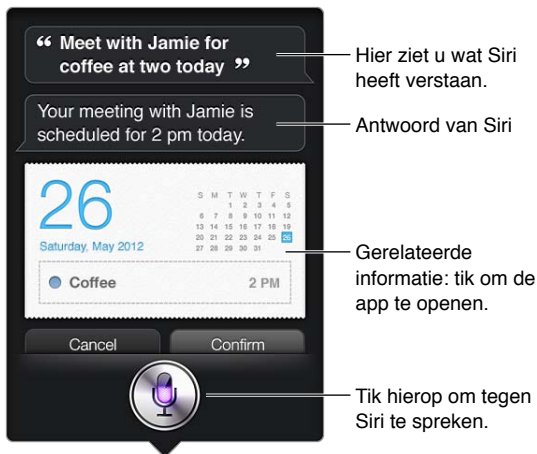 “ Meet with Jamie for
coffee at two today ”
Hier ziet u wat Siri
heeft verstaan.
Your meeting with Jamie is
scheduled for 2 pm today.
Antwoord van Siri
26
Saturday, May 2012
S M T W T F S
1 2 3 4 5
6 7 8 9 10 11 12
13 14 15 16 17 18 19
20 21 22 23 24 25 26
27 28 29 30 31
Gerelateerde
informatie: tik om de
app te openen.
Coffee 2 PM
Cancel Confirm
Tik hierop om tegen
Siri te spreken.